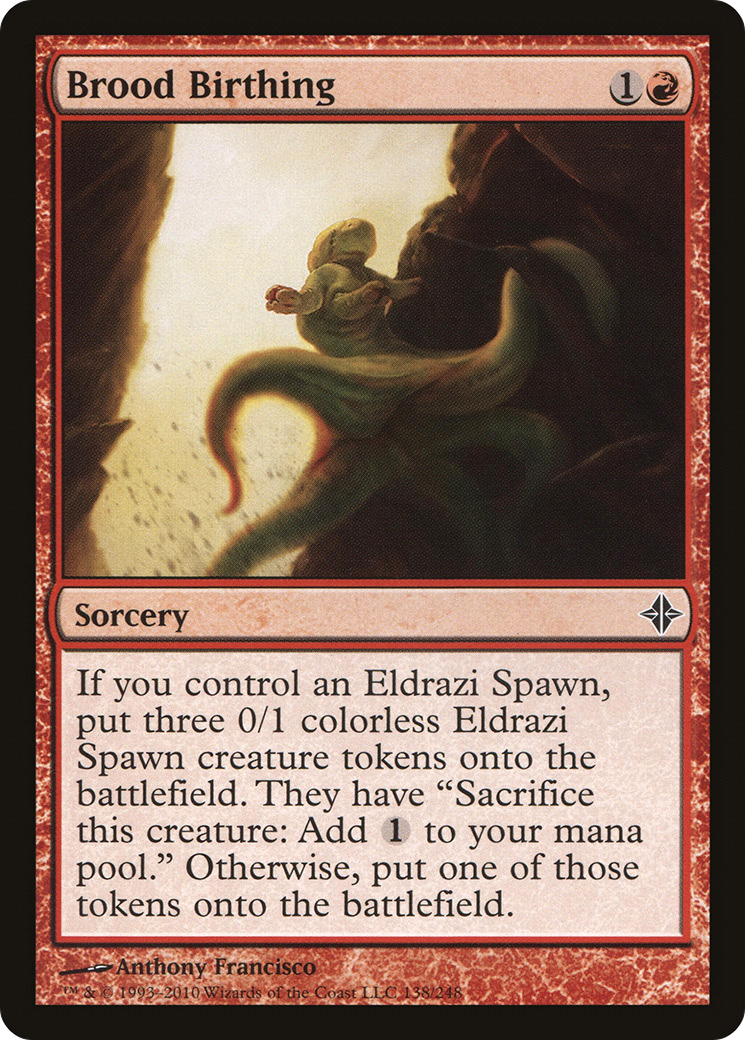 Brood Birthing 1
Sorcery
If you control an Eldrazi Spawn,
put three 0/1 colorless Eldrazi
Spawn creature tokens onto the
battlefield. They have “Sacrifice
this creature: Add 1 to your mana
pool.” Otherwise, put one of those
tokens onto the battlefield.
Anthony Francisco
™ & © 1993–2010 Wizards of the Coast LLC 138/248